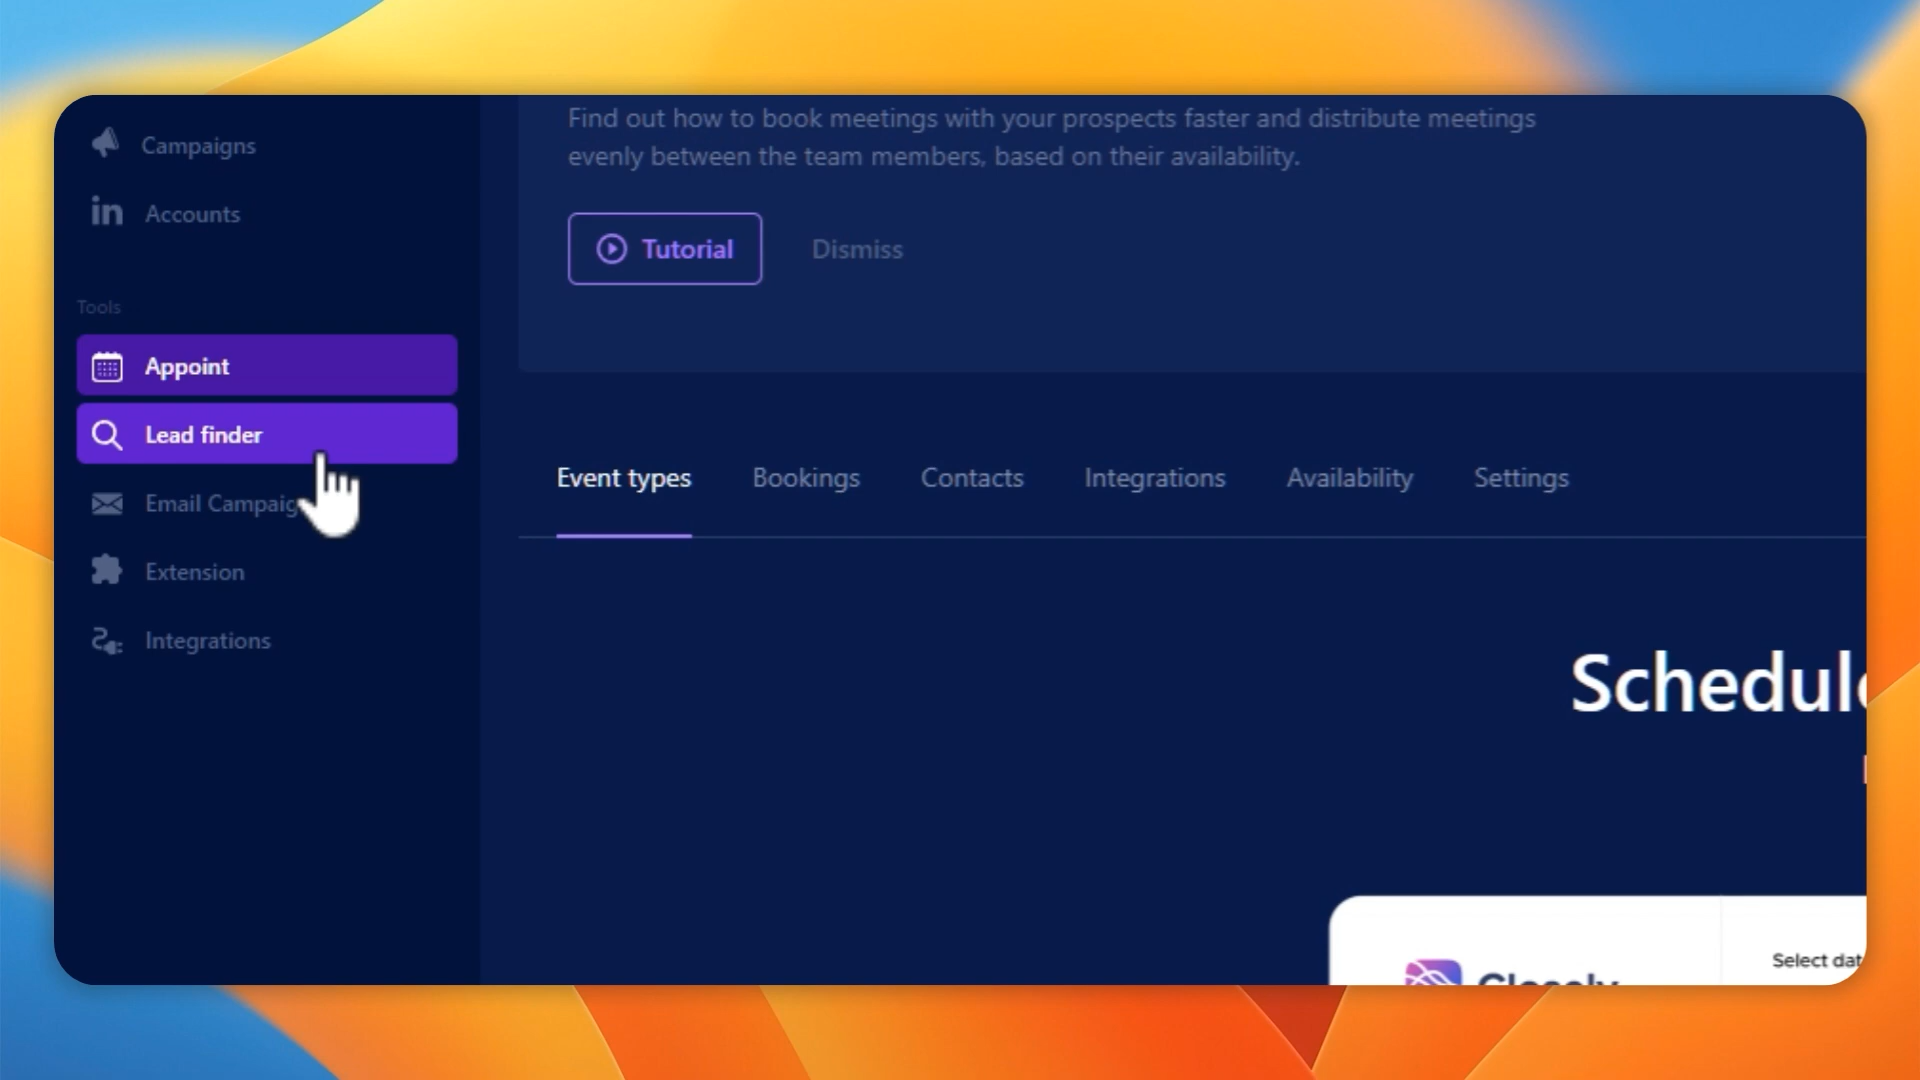 Campaigns
Accounts
Tools
Appoint
Lead finder
Email Campaig
Extension
Integrations
Find out how to book meetings with your prospects faster and distribute meetings
evenly between the team members, based on their availability.
Tutorial
Dismiss
Event types
Bookings
Contacts
Integrations
Availability
Settings
Schedule
Closely
Select dat